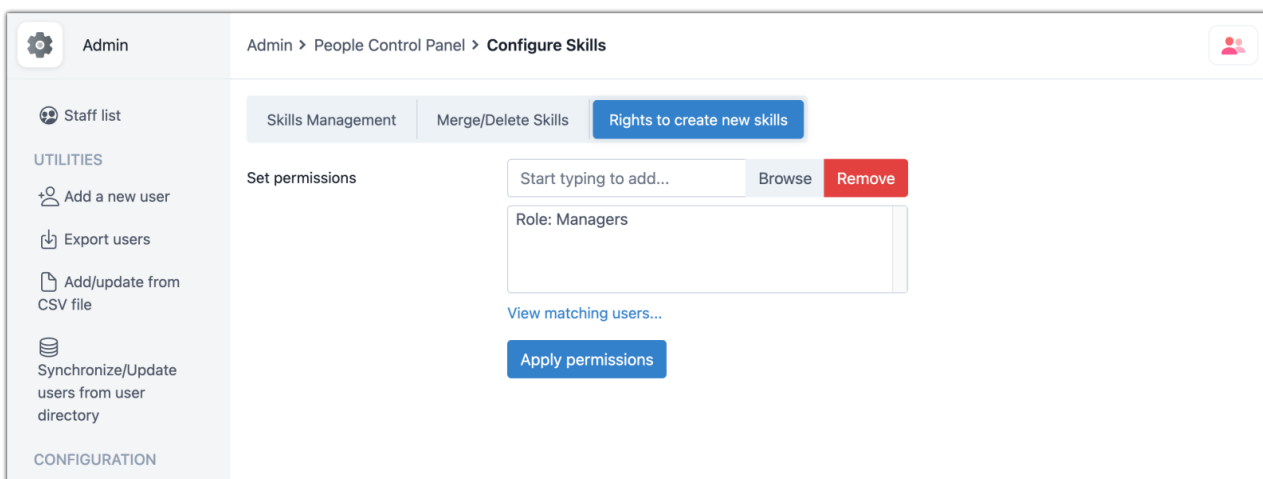 Admin
Admin > People Control Panel > Configure Skills
Staff list
UTILITIES
Add a new user
Export users
Add/update from
CSV file
Synchronize/Update
users from user
directory
CONFIGURATION
Skills Management
Merge/Delete Skills
Rights to create new skills
Set permissions
Start typing to add...
Browse
Remove
Role: Managers
View matching users...
Apply permissions